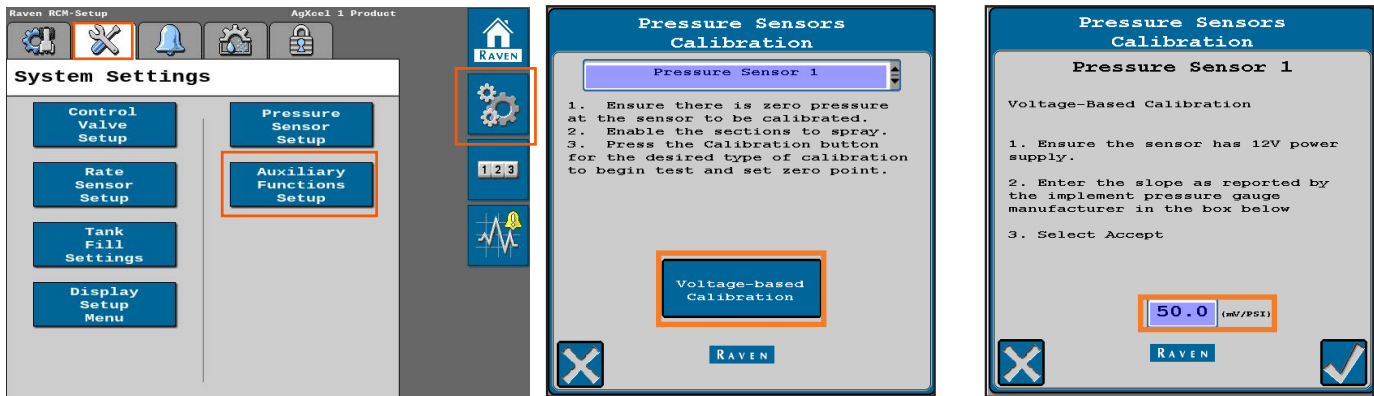 Raven RCM-Setup
AgXcel 1 Product
System Settings
Control
Valve
Setup
Pressure
Sensor
Setup
Rate
Sensor
Setup
Auxiliary
Functions
Setup
Tank
Fill
Settings
Display
Setup
Menu
RAVEN
1 2 3
Pressure Sensors
Calibration
Pressure Sensor 1
1. Ensure there is zero pressure
at the sensor to be calibrated.
2. Enable the sections to spray.
3. Press the Calibration button
for the desired type of calibration
to begin test and set zero point.
Voltage-based
Calibration
RAVEN
Pressure Sensors
Calibration
Pressure Sensor 1
Voltage-Based Calibration
1. Ensure the sensor has 12V power
supply.
2. Enter the slope as reported by
the implement pressure gauge
manufacturer in the box below
3. Select Accept
50.0 (mV/PSI)
RAVEN